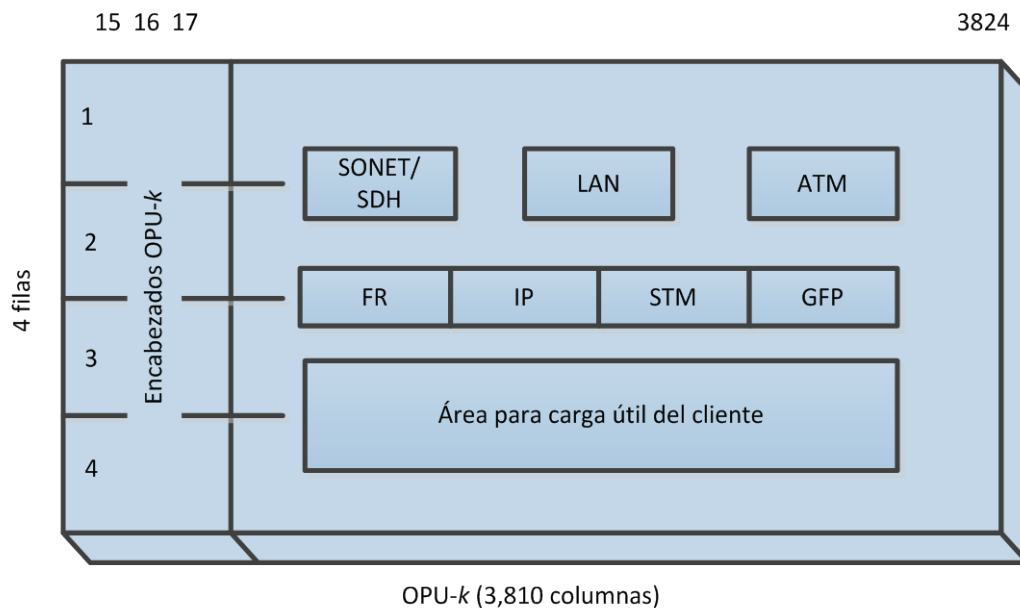 15 16 17 3824
1
SONET/
SDH
LAN
ATM
2
FR
IP
STM
GFP
3
Área para carga útil del cliente
4
Encabezados OPU-k
4 filas
OPU-k (3,810 columnas)